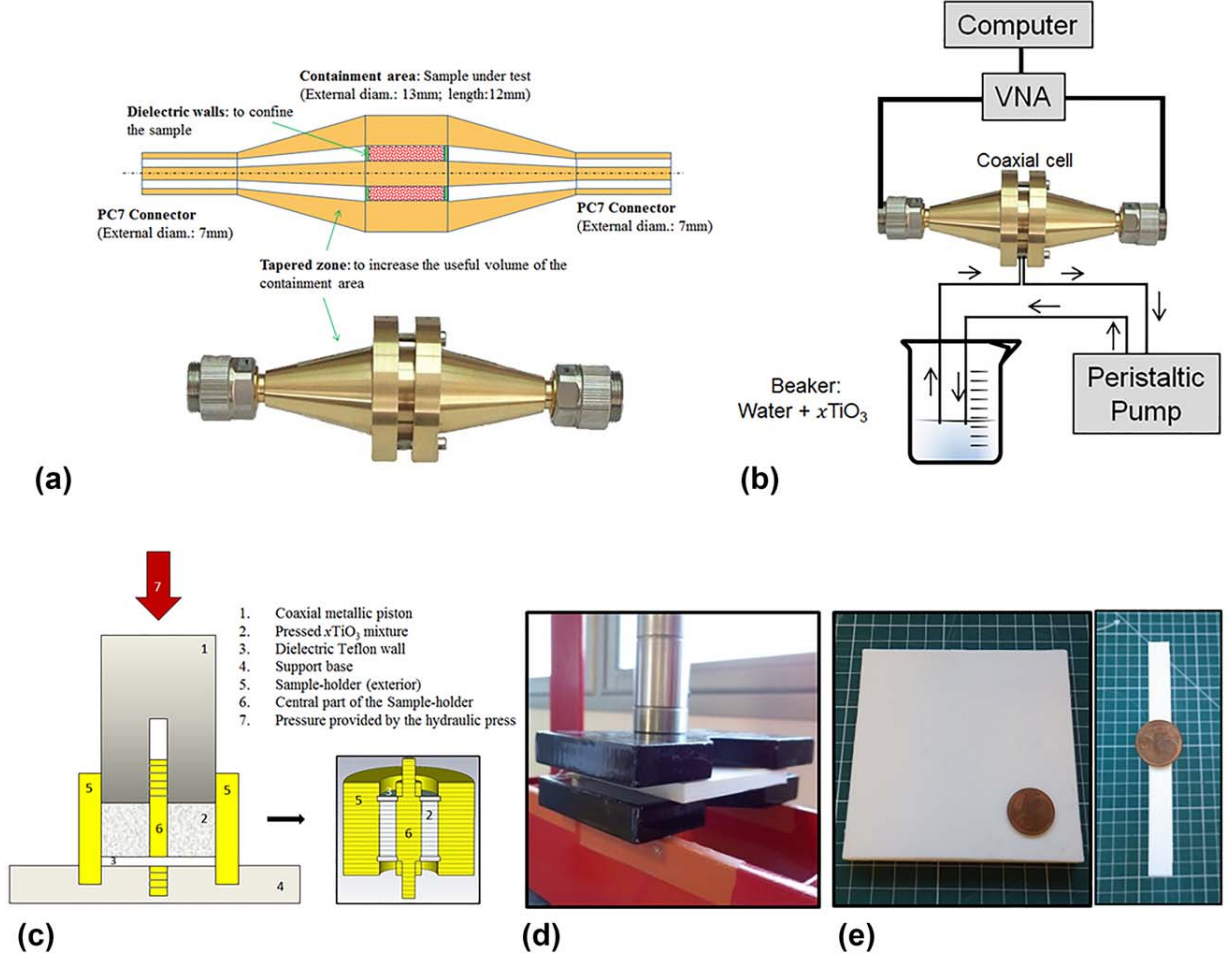 Containment area: Sample under test
(External diam.: 13mm; length:12mm)
Dielectric walls: to confine
the sample
PC7 Connector
(External diam.: 7mm)
PC7 Connector
(External diam.: 7mm)
Tapered zone: to increase the useful volume of the
containment area
(a)
Computer
VNA
Coaxial cell
Beaker:
Water + xTiO₃
Peristaltic
Pump
(b)
7
1
5
5
2
6
3
4
1. Coaxial metallic piston
2. Pressed xTiO₃ mixture
3. Dielectric Teflon wall
4. Support base
5. Sample-holder (exterior)
6. Central part of the Sample-holder
7. Pressure provided by the hydraulic press
3
5
2
6
(c)
(d)
(e)